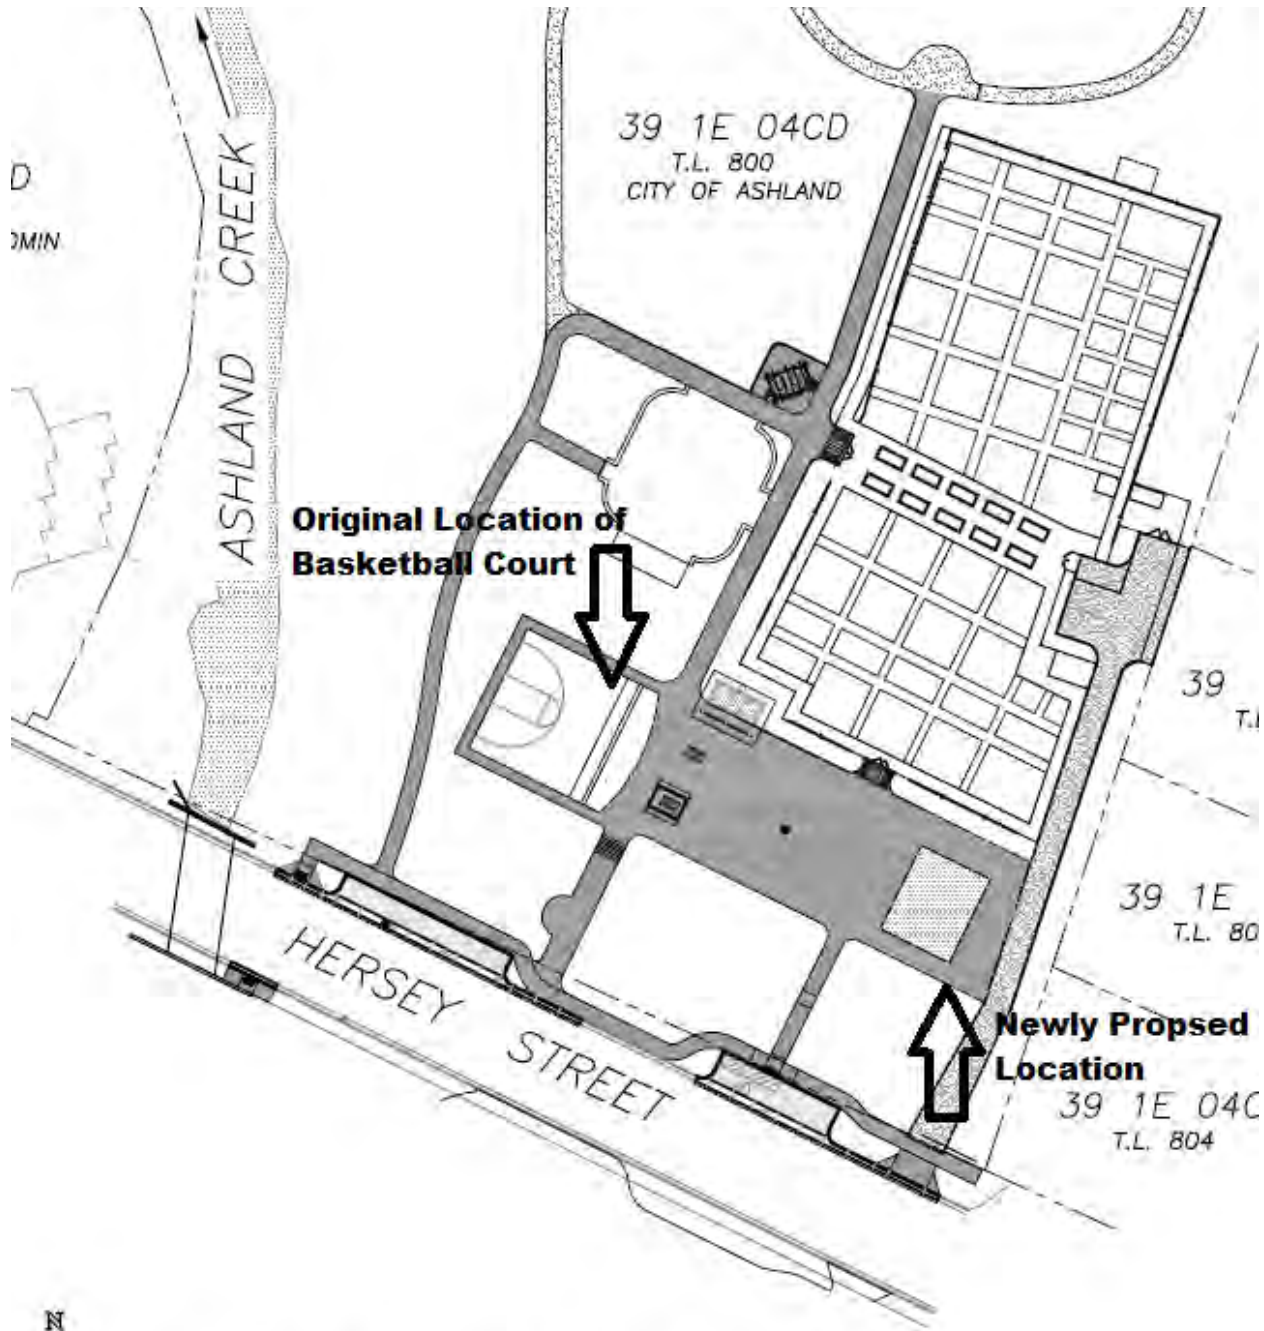 39 1E 04CD
T.L. 800
CITY OF ASHLAND
D
OMIN
ASHLAND CREEK
Original Location of
Basketball Court
39
T.L
39 1E
T.L. 80
HERSEY STREET
Newly Propsed
Location
39 1E 04C
T.L. 804
N